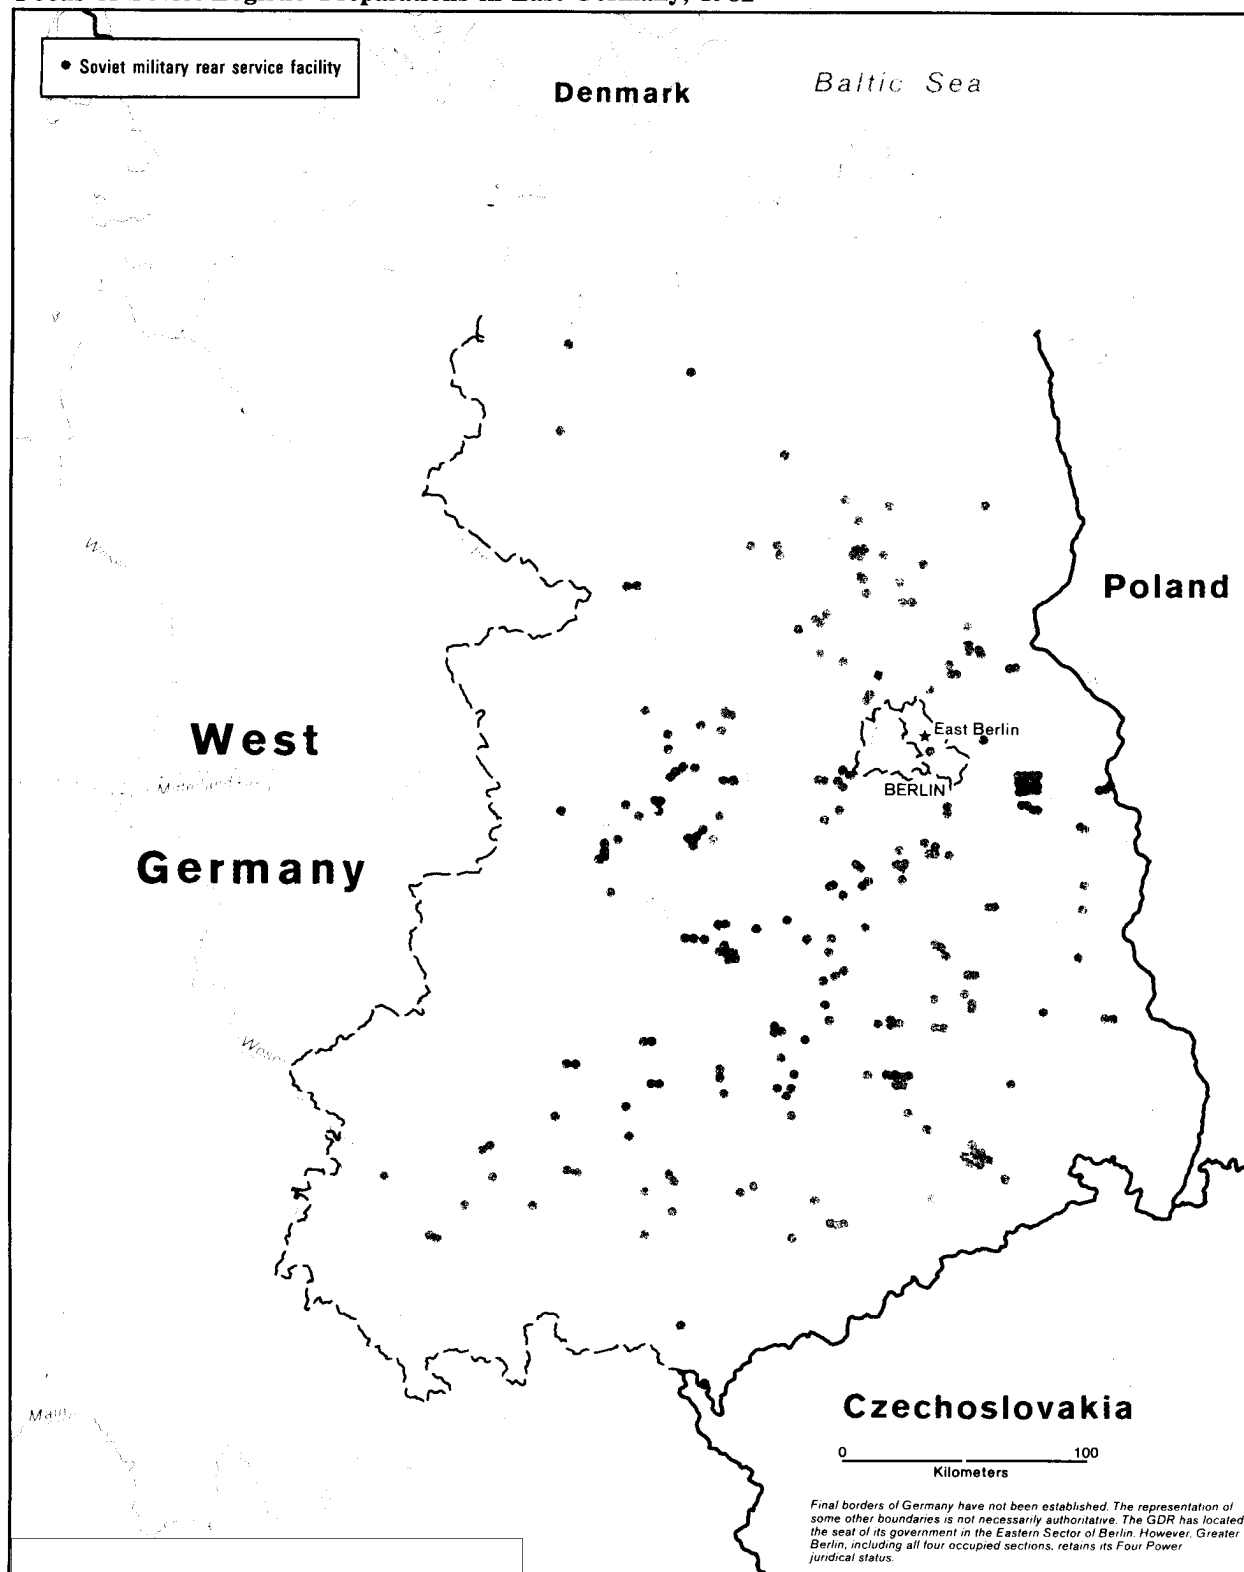 Soviet military rear service facility
Denmark
Baltic Sea
Poland
West
Germany
East Berlin
BERLIN
Weser
Main
Czechoslovakia
0 100
Kilometers
Final borders of Germany have not been established. The representation of
some other boundaries is not necessarily authoritative. The GDR has located
the seat of its government in the Eastern Sector of Berlin. However, Greater
Berlin, including all four occupied sections, retains its Four Power
juridical status.